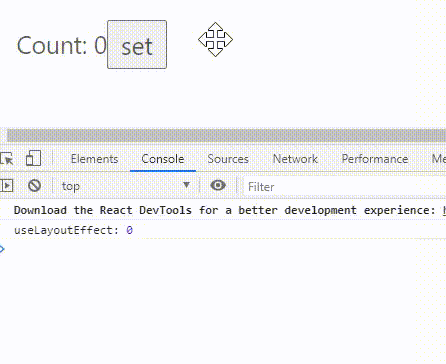 Count: 0 set
Elements Console Sources Network Performance Me
top Filter
Download the React DevTools for a better development experience:
useLayoutEffect: 0